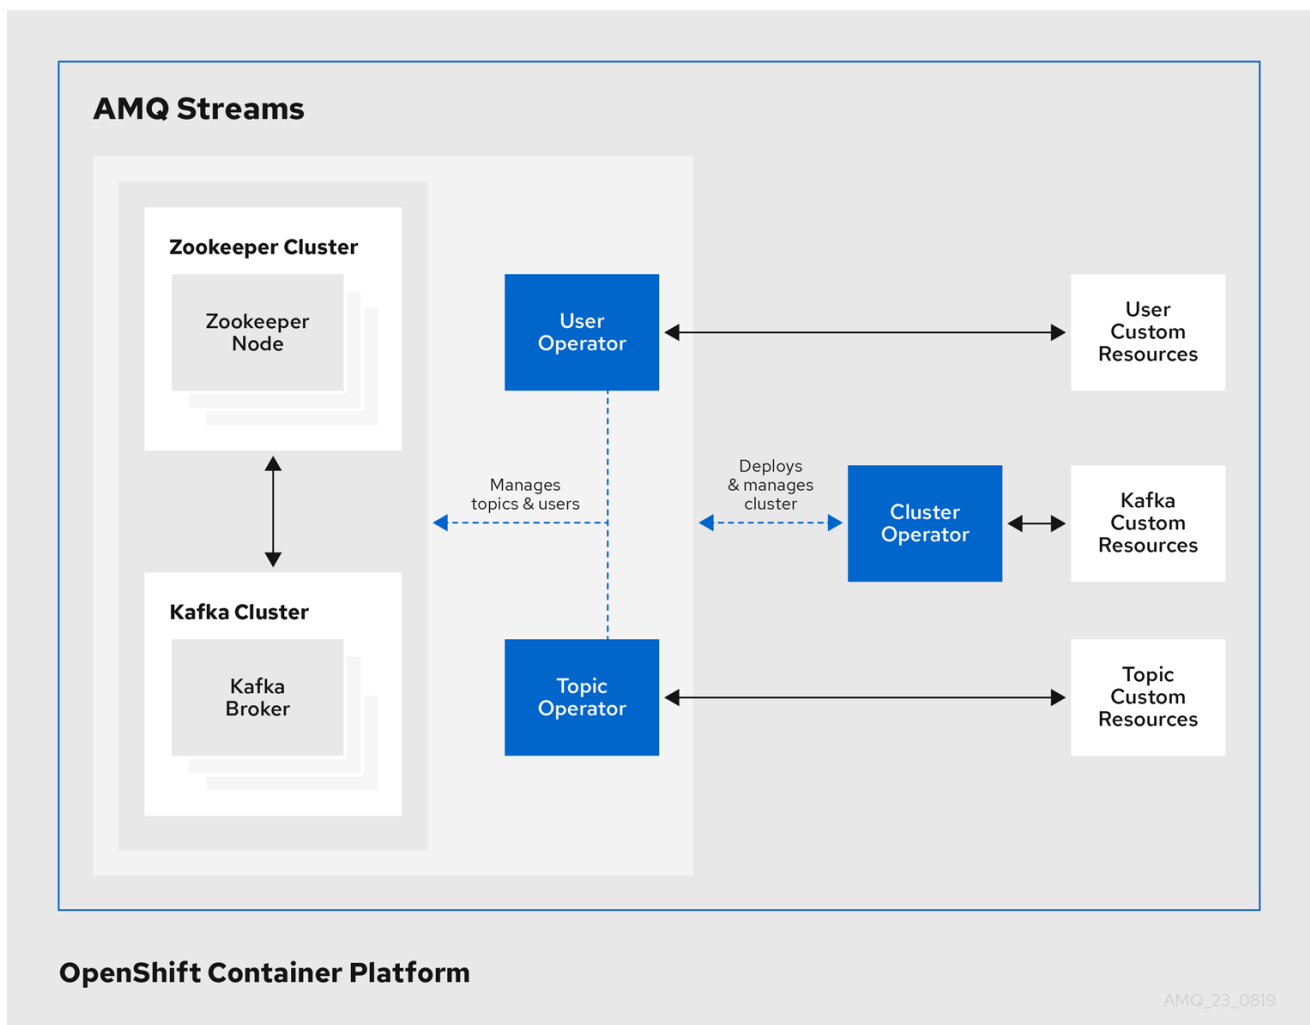 AMQ Streams
Zookeeper Cluster
Zookeeper
Node
User
Operator
User
Custom
Resources
Manages
topics & users
Deploys
& manages
cluster
Cluster
Operator
Kafka
Custom
Resources
Kafka Cluster
Kafka
Broker
Topic
Operator
Topic
Custom
Resources
OpenShift Container Platform
AMQ_23_0819